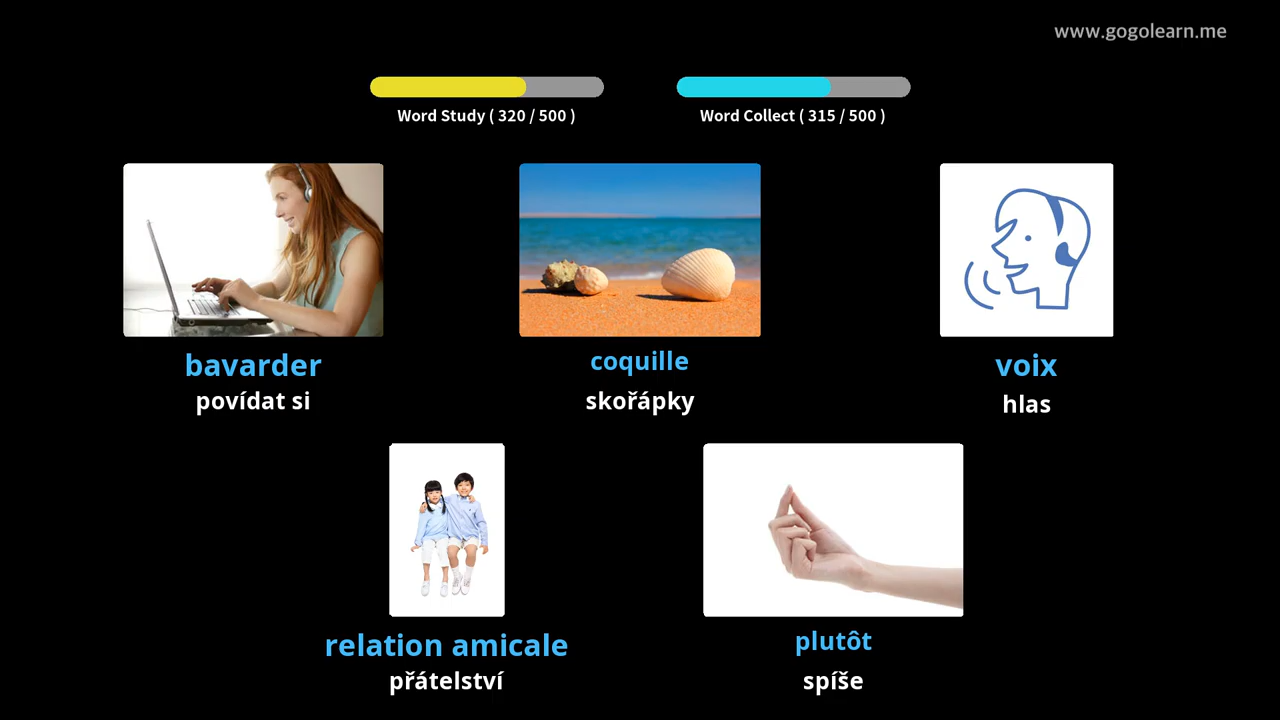 www.gogolearn.me
Word Study ( 320 / 500 )
Word Collect ( 315 / 500 )
bavarder
povídat si
coquille
skořápky
voix
hlas
relation amicale
přátelství
plutôt
spíše